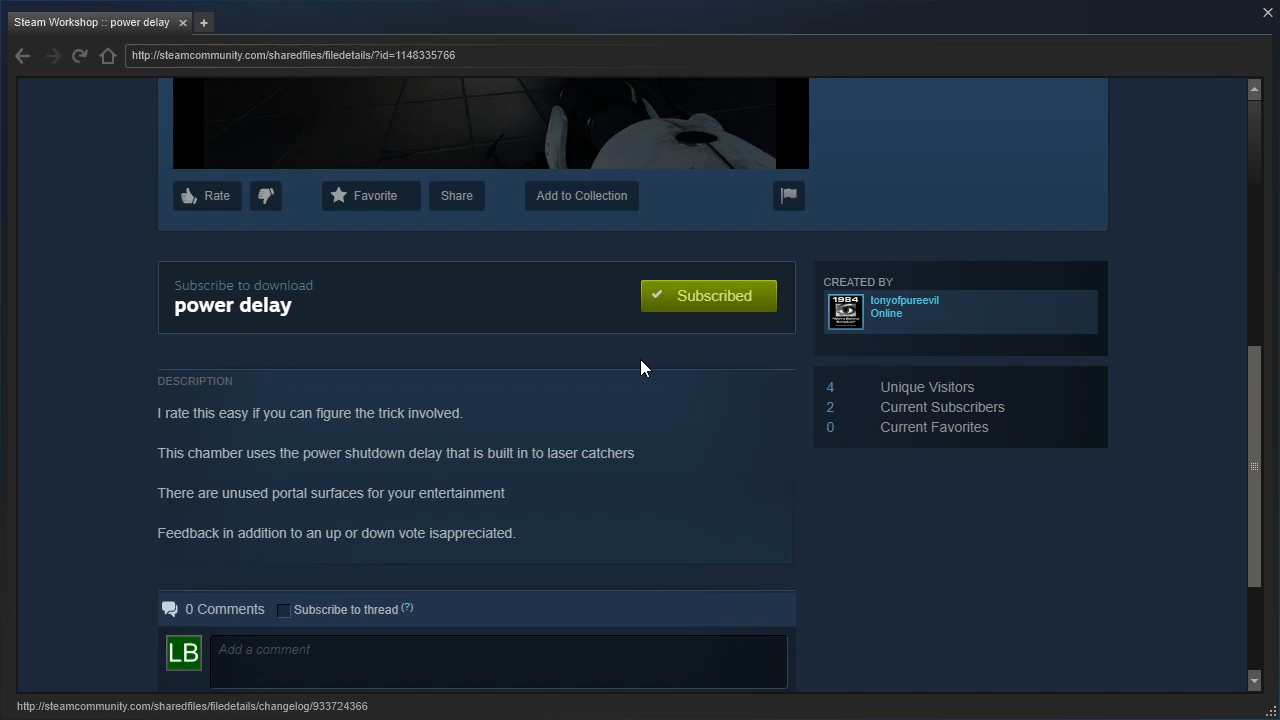 Steam Workshop :: power delay
http://steamcommunity.com/sharedfiles/filedetails/?id=1148335766
Rate
Favorite
Share
Add to Collection
Subscribe to download
power delay
Subscribed
CREATED BY
1984
tonyofpureevil
Online
4 Unique Visitors
2 Current Subscribers
0 Current Favorites
DESCRIPTION
I rate this easy if you can figure the trick involved.
This chamber uses the power shutdown delay that is built in to laser catchers
There are unused portal surfaces for your entertainment
Feedback in addition to an up or down vote isappreciated.
0 Comments
Subscribe to thread (?)
LB
Add a comment
http://steamcommunity.com/sharedfiles/filedetails/changelog/933724366